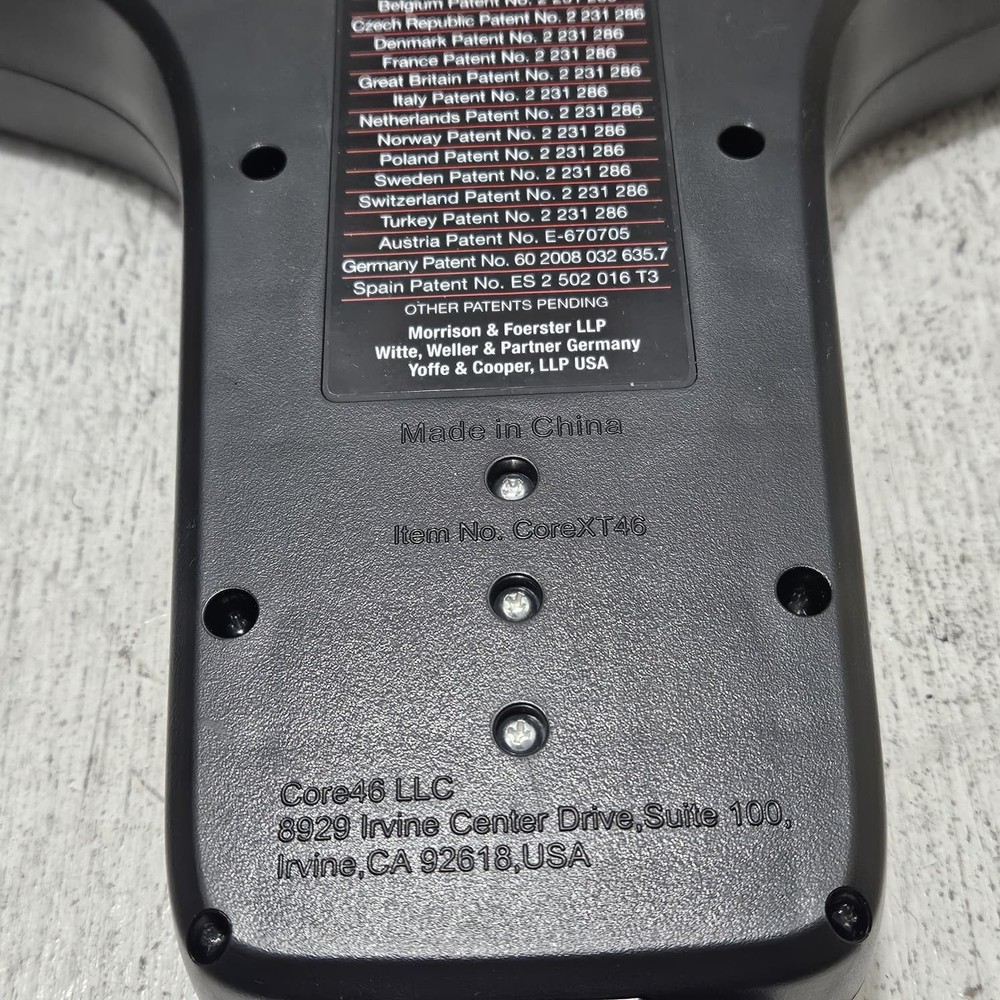 Belgium Patent No. 2 231 286
Czech Republic Patent No. 2 231 286
Denmark Patent No. 2 231 286
France Patent No. 2 231 286
Great Britain Patent No. 2 231 286
Italy Patent No. 2 231 286
Netherlands Patent No. 2 231 286
Norway Patent No. 2 231 286
Poland Patent No. 2 231 286
Sweden Patent No. 2 231 286
Switzerland Patent No. 2 231 286
Turkey Patent No. 2 231 286
Austria Patent No. E-670705
Germany Patent No. 60 2008 032 635.7
Spain Patent No. ES 2 502 016 T3
OTHER PATENTS PENDING
Morrison & Foerster LLP
Witte, Weller & Partner Germany
Yoffe & Cooper, LLP USA
Made in China
Item No. CoreXT46
Core46 LLC
8929 Irvine Center Drive,Suite 100,
Irvine,CA 92618,USA